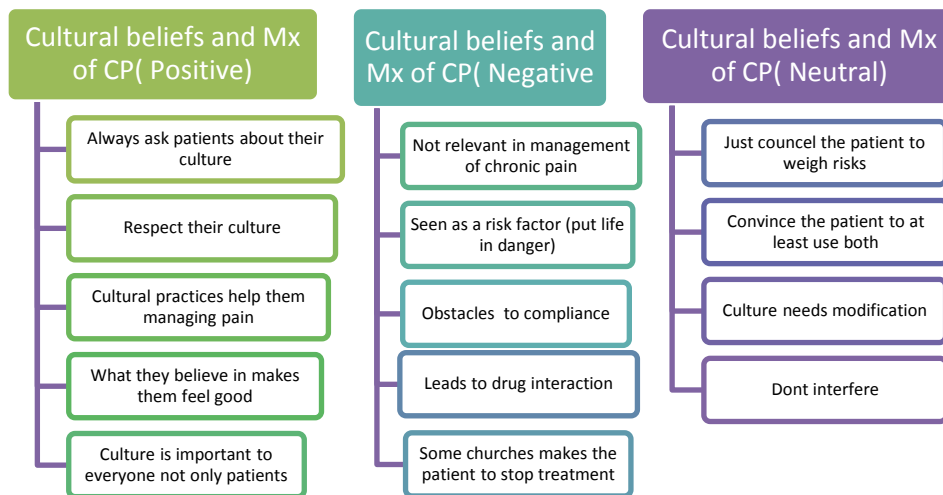 Cultural beliefs and Mx
of CP( Positive)
Always ask patients about their
culture
Respect their culture
Cultural practices help them
managing pain
What they believe in makes
them feel good
Culture is important to
everyone not only patients
Cultural beliefs and
Mx of CP( Negative
Not relevant in management
of chronic pain
Seen as a risk factor (put life
in danger)
Obstacles to compliance
Leads to drug interaction
Some churches makes the
patient to stop treatment
Cultural beliefs and Mx
of CP( Neutral)
Just councel the patient to
weigh risks
Convince the patient to at
least use both
Culture needs modification
Dont interfere